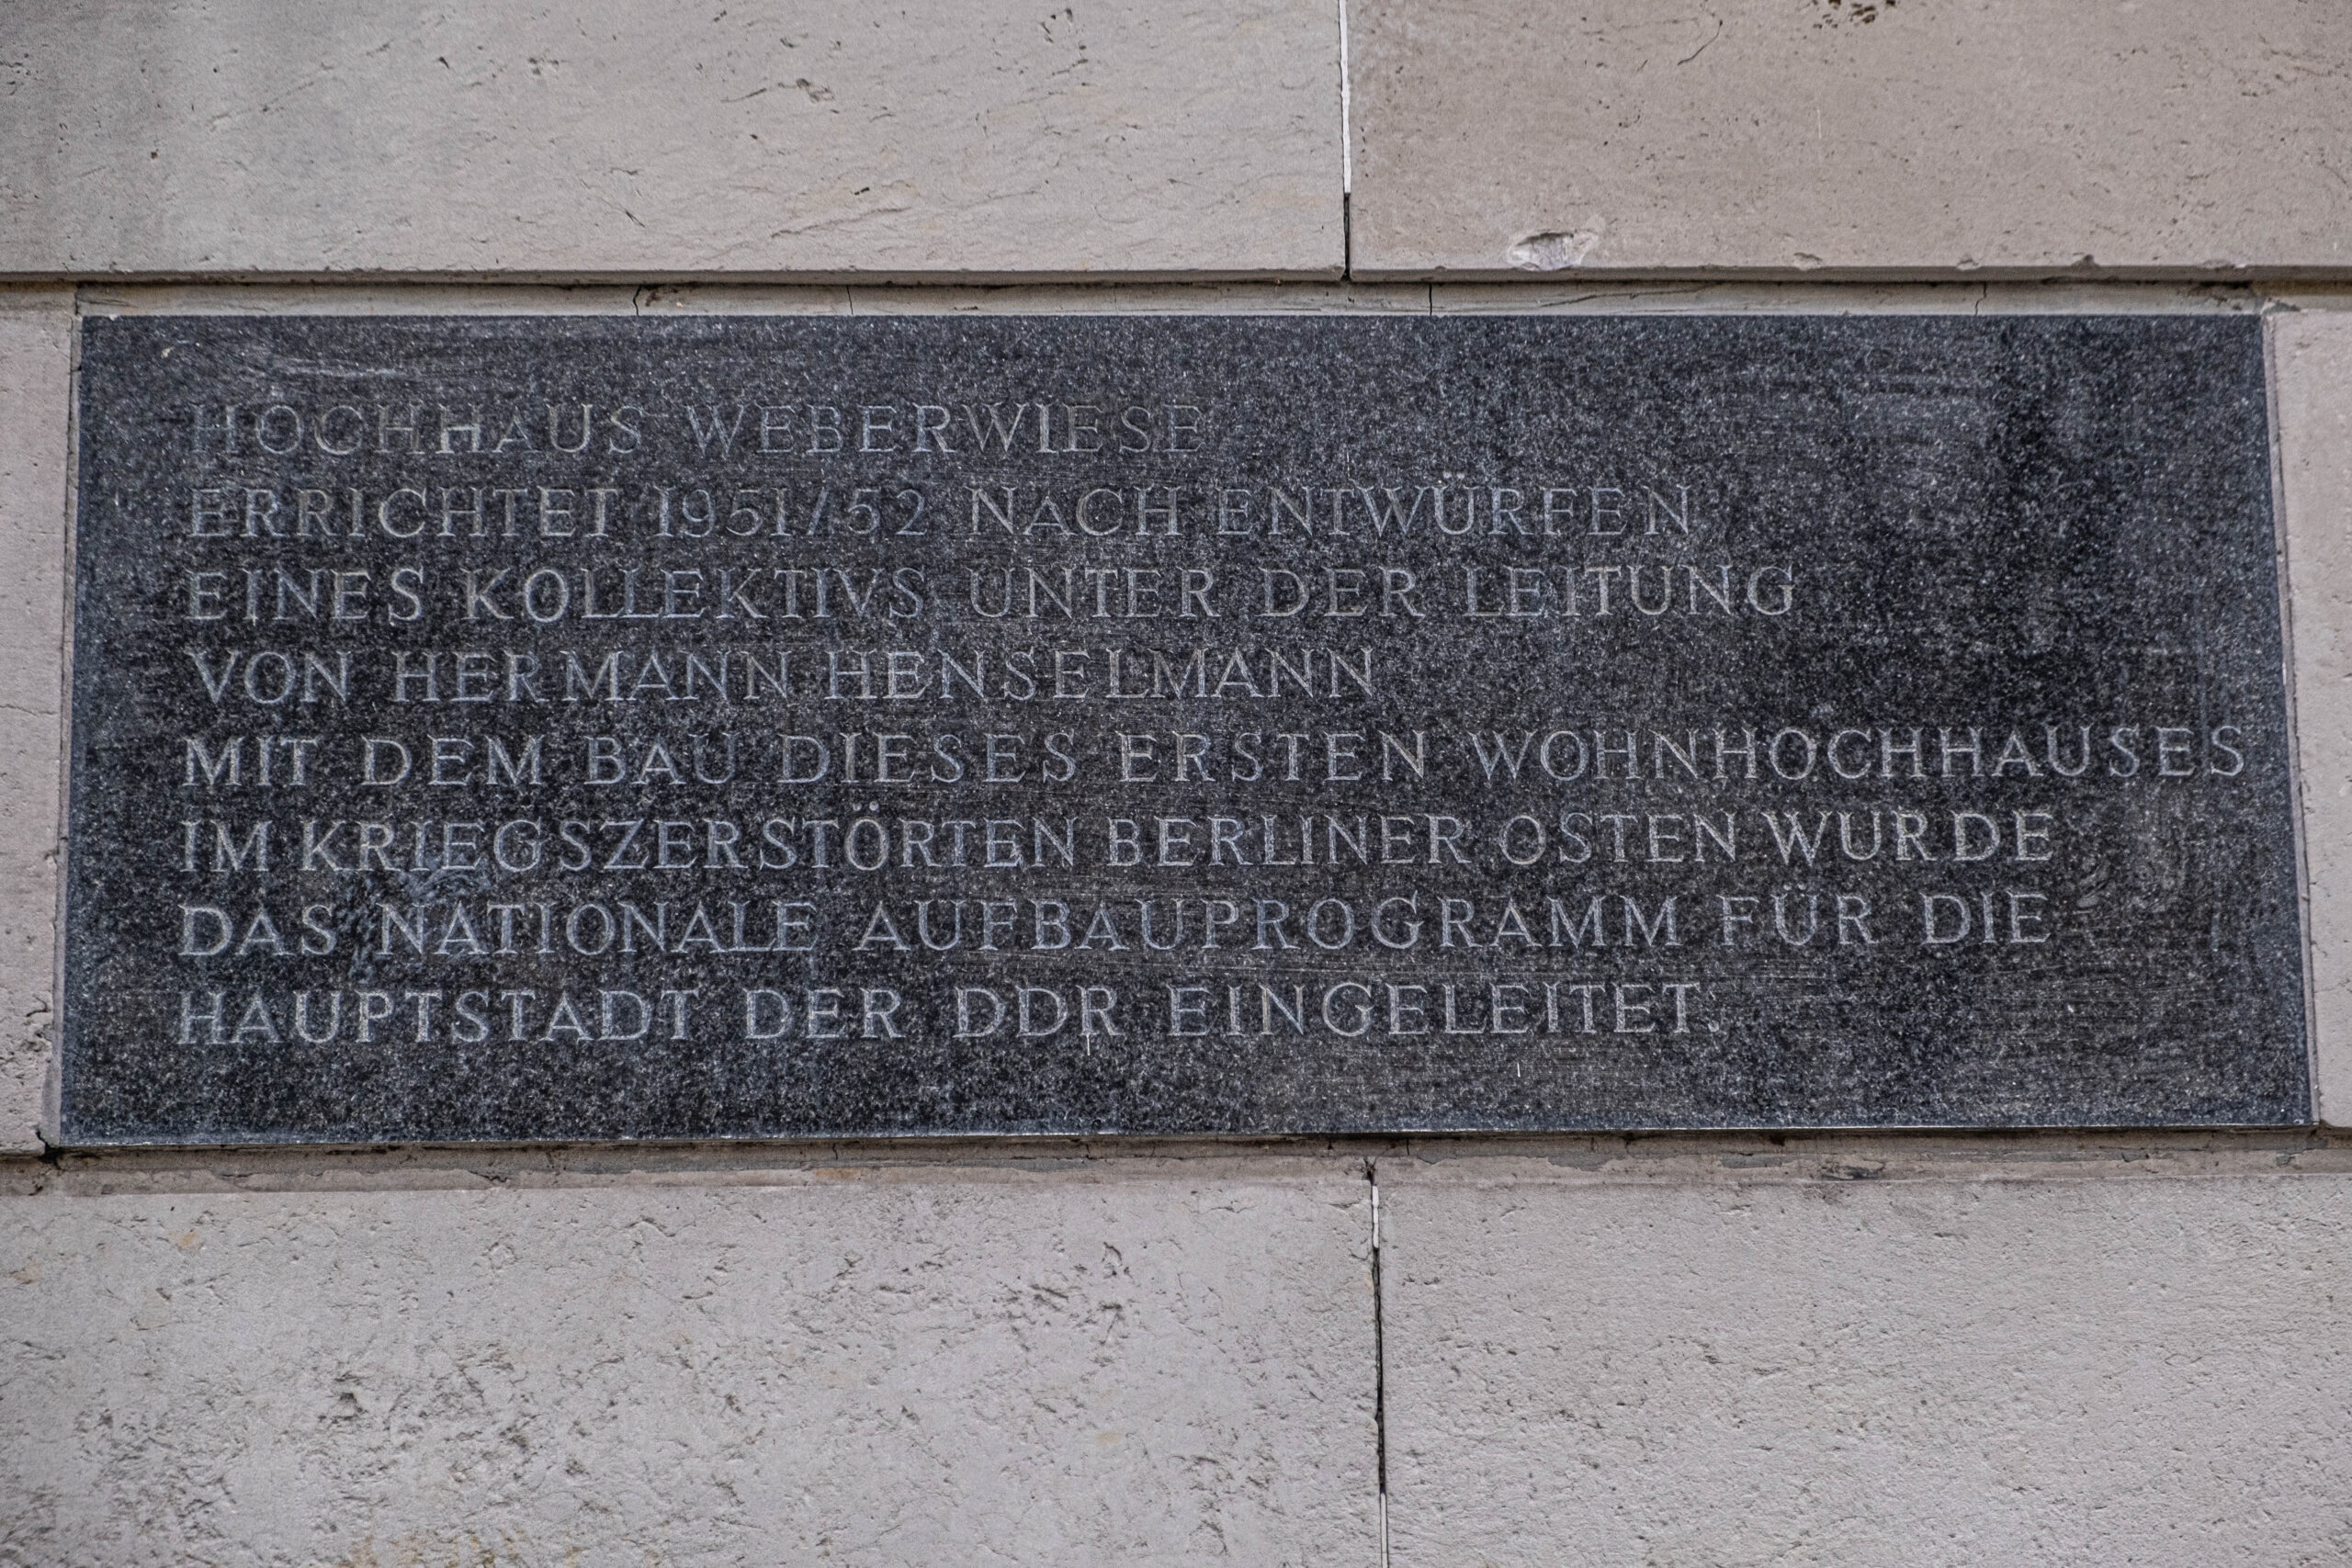 HOCHHAUS WEBERWIESE
ERRICHTET 1951/52 NACH ENTWÜRFEN
EINES KOLLEKTIVS UNTER DER LEITUNG
VON HERMANN HENSELMANN
MIT DEM BAU DIESES ERSTEN WOHNHOCHHAUSES
IM KRIEGSZERSTÖRTEN BERLINER OSTEN WURDE
DAS NATIONALE AUFBAUPROGRAMM FÜR DIE
HAUPTSTADT DER DDR EINGELEITET.